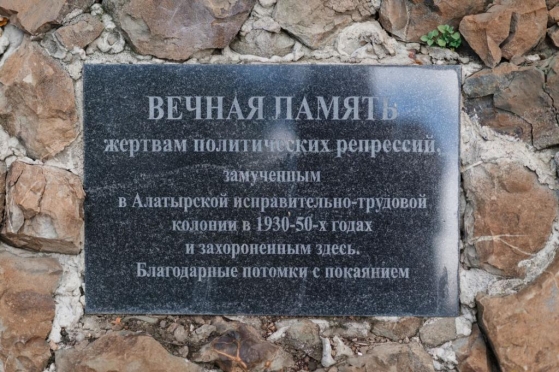 ВЕЧНАЯ ПАМЯТЬ
жертвам политических репрессий,
замученным
в Алатырской исправительно-трудовой
колонии в 1930-50-х годах
и захороненным здесь.
Благодарные потомки с покаянием